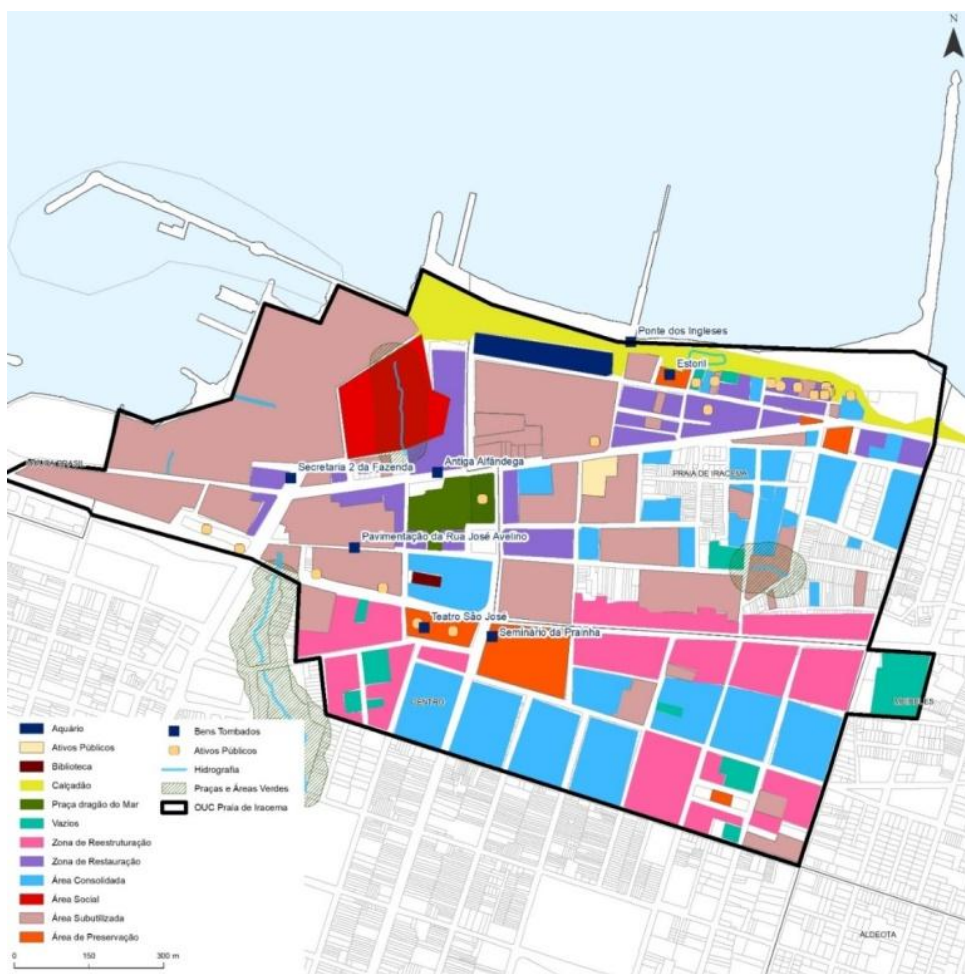 N
Ponte dos Ingleses
Estoril
Secretaria 2 da Fazenda
Antiga Alfândega
PRAIA DE IRACEMA
Pavimentação da Rua José Avelino
Teatro São José
Seminário da Prainha
CENTRO
MEIRELES
ALDEOTA
Aquário
Ativos Públicos
Biblioteca
Calçadão
Praça dragão do Mar
Vazios
Zona de Reestruturação
Zona de Restauração
Área Consolidada
Área Social
Área Subutilizada
Área de Preservação
Bens Tombados
Ativos Públicos
Hidrografia
Praças e Áreas Verdes
OUC Praia de Iracema
0 150 300 m